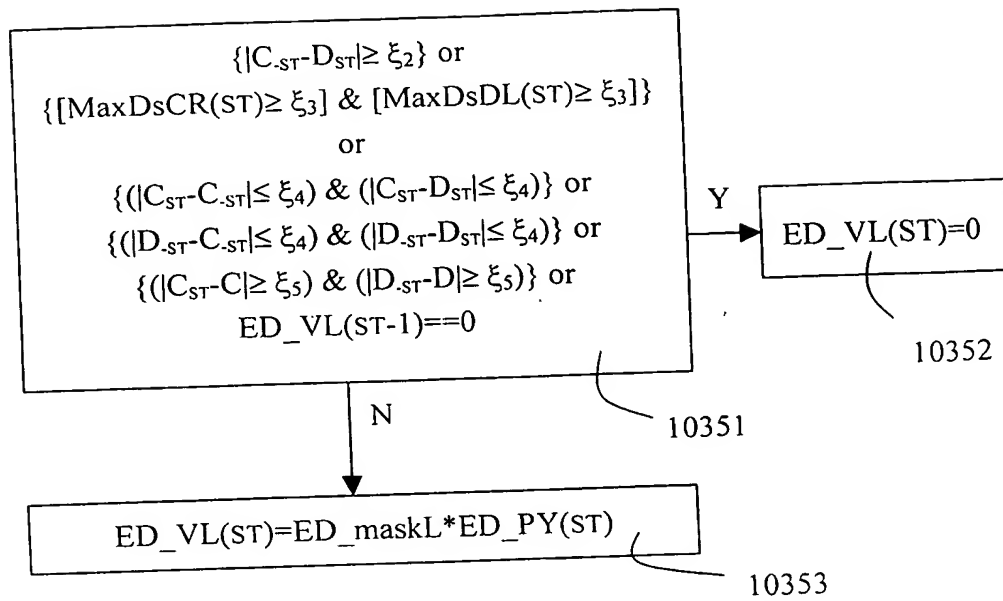 {|C-ST-DST|≥ ξ2} or
{[MaxDsCR(ST)≥ ξ3] & [MaxDsDL(ST)≥ ξ3]}
or
{(|CST-C-ST|≤ ξ4) & (|CST-DST|≤ ξ4)} or
{(|D-ST-C-ST|≤ ξ4) & (|D-ST-DST|≤ ξ4)} or
{(|CST-C|≥ ξ5) & (|D-ST-D|≥ ξ5)} or
ED_VL(ST-1)==0
Y
ED_VL(ST)=0
10352
10351
N
ED_VL(ST)=ED_maskL*ED_PY(ST)
10353